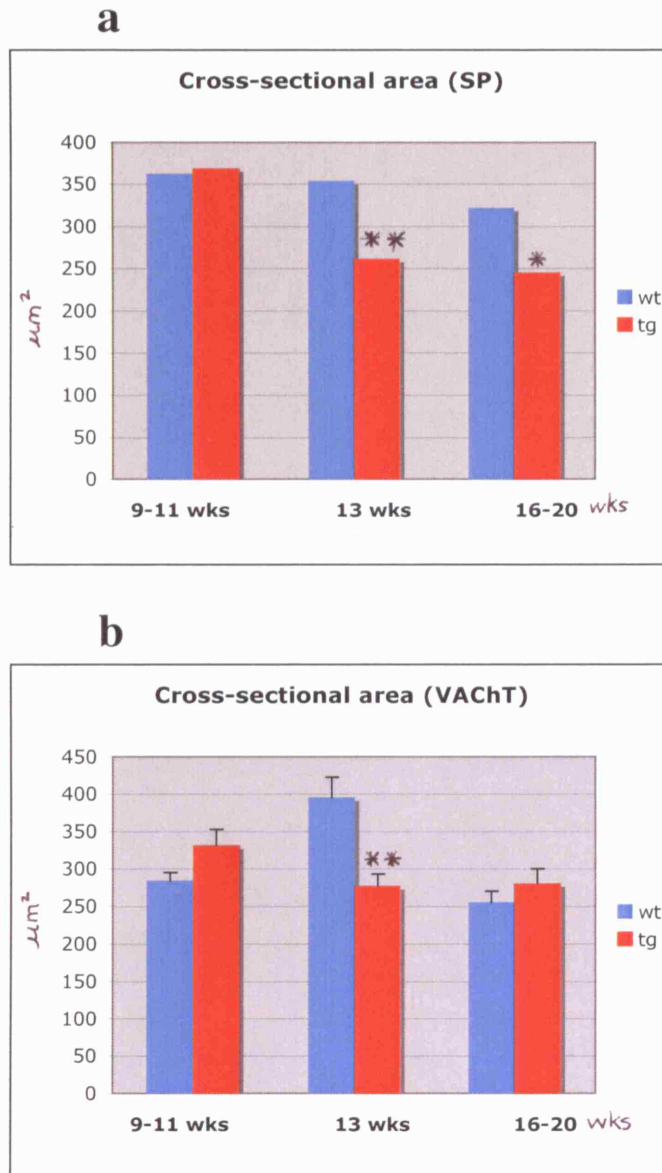 a
Cross-sectional area (SP)
400
350
300
250
200
150
100
50
0
µm²
**
*
wt
tg
9-11 wks 13 wks 16-20 wks
b
Cross-sectional area (VAChT)
450
400
350
300
250
200
150
100
50
0
µm²
**
wt
tg
9-11 wks 13 wks 16-20 wks